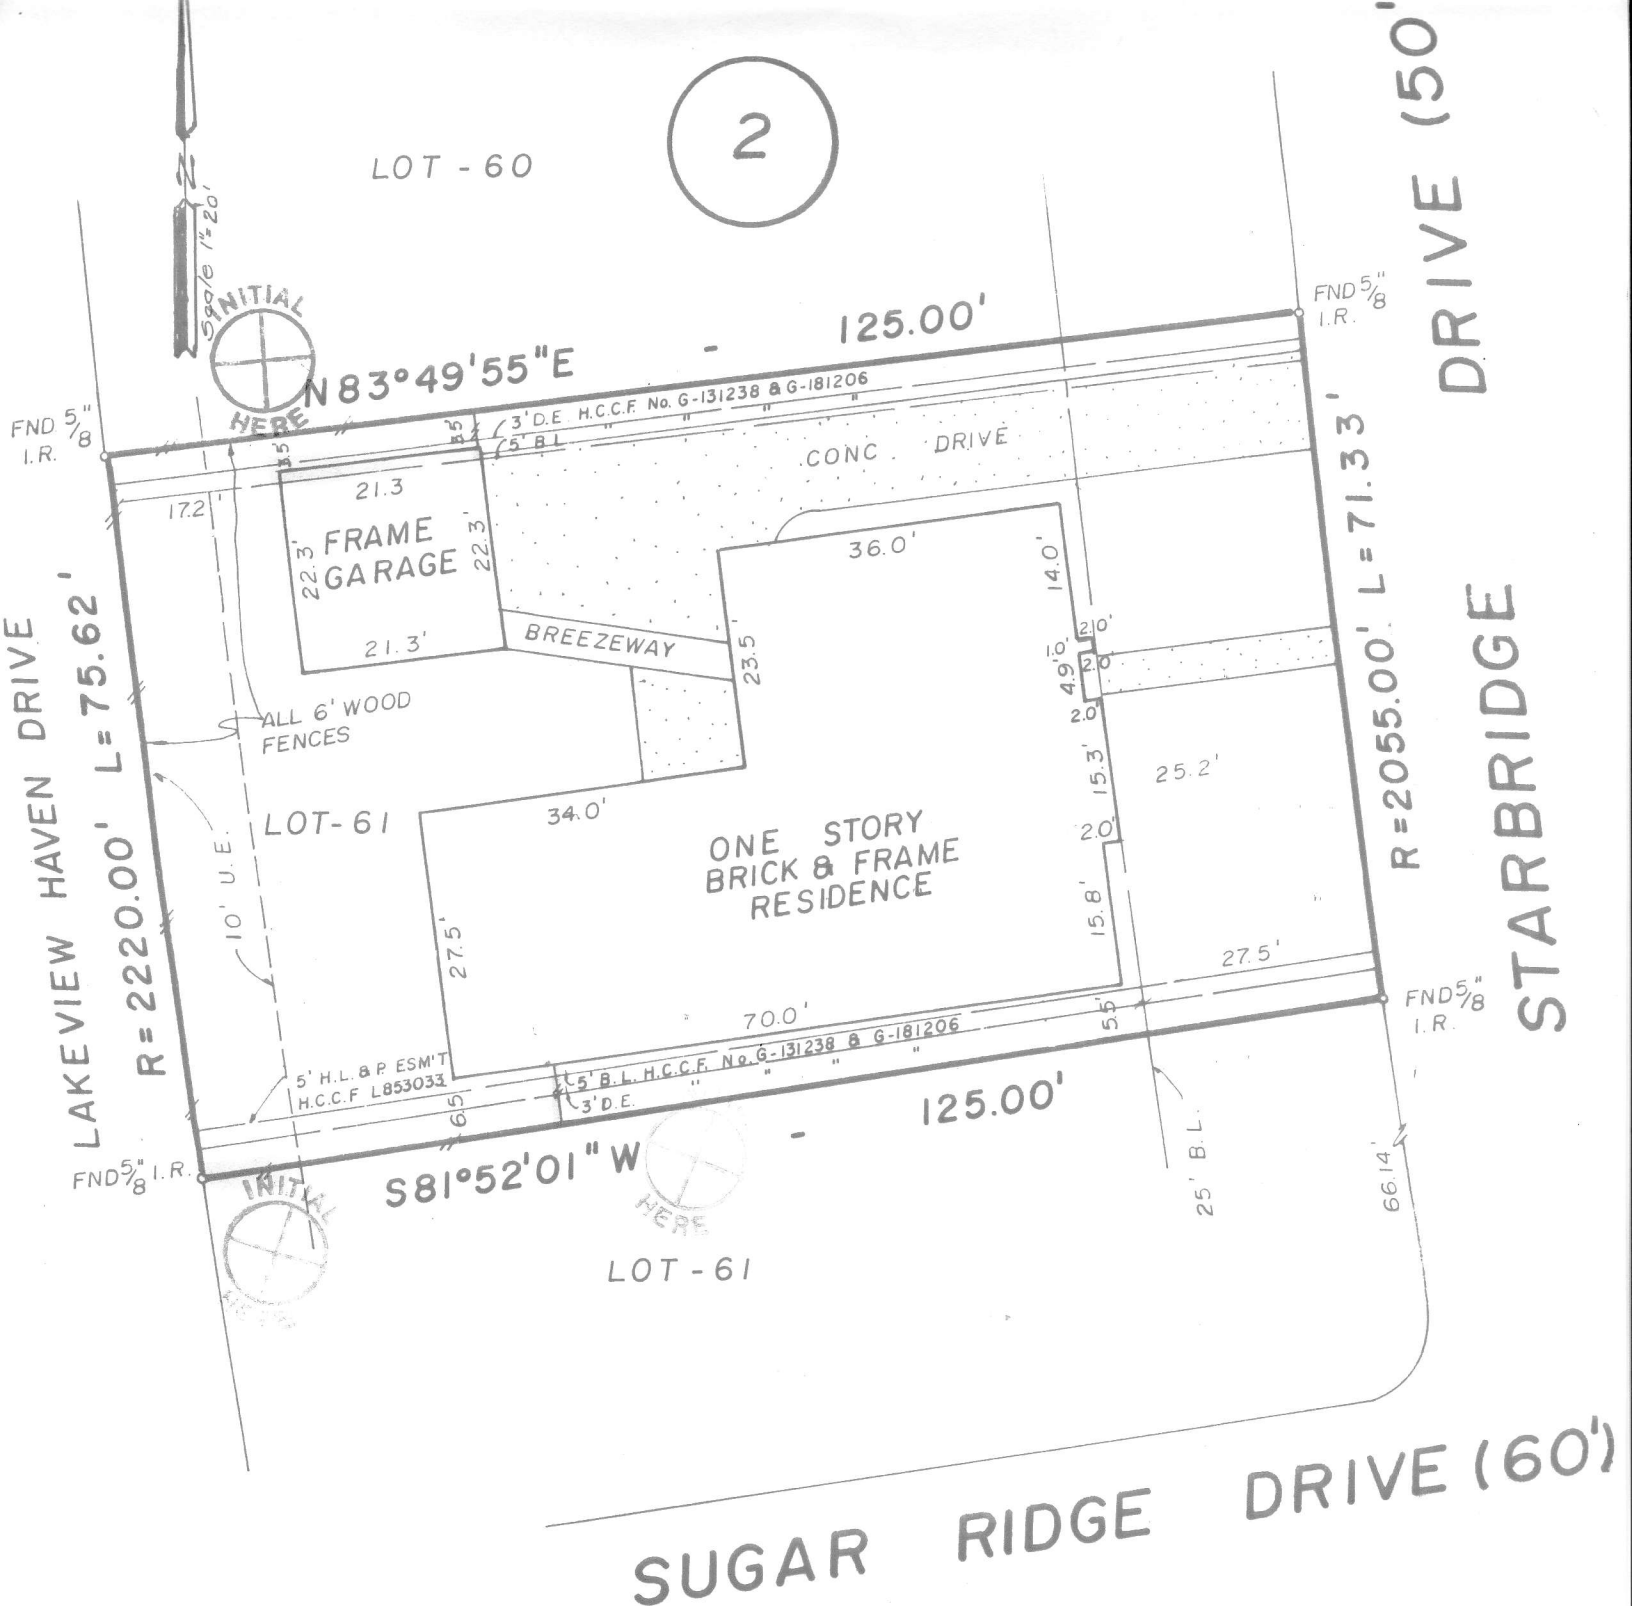 2
LOT - 60
N
Scale 1"=20'
DRIVE (50'
INITIAL
HERE
FND 5/8"
I.R.
N83°49'55"E - 125.00'
FND 5/8"
I.R.
3' D.E. H.C.C.F. No. G-131238 & G-181206
5' B.L. " " " "
3.5'
3.5'
CONC. DRIVE
17.2'
21.3
FRAME
GARAGE
22.3'
22.3'
21.3'
BREEZEWAY
36.0'
14.0'
2.0'
1.0'
2.0'
4.9'
2.0'
23.5'
15.3'
25.2'
2.0'
15.8'
ALL 6' WOOD
FENCES
LOT-61
34.0'
ONE STORY
BRICK & FRAME
RESIDENCE
10' U.E.
27.5'
27.5'
70.0'
5.5'
LAKEVIEW HAVEN DRIVE
R=2220.00' L=75.62'
R=2055.00' L=71.33'
STARBRIDGE
5' H.L. & P. ESM'T
H.C.C.F L853033
6.5
5' B.L. H.C.C.F. No. G-131238 & G-181206
3' D.E. " " " "
FND 5/8"
I.R.
FND 5/8" I.R.
S81°52'01"W - 125.00'
INITIAL
HERE
25' B.L.
66.14'
LOT - 61
SUGAR RIDGE DRIVE (60')